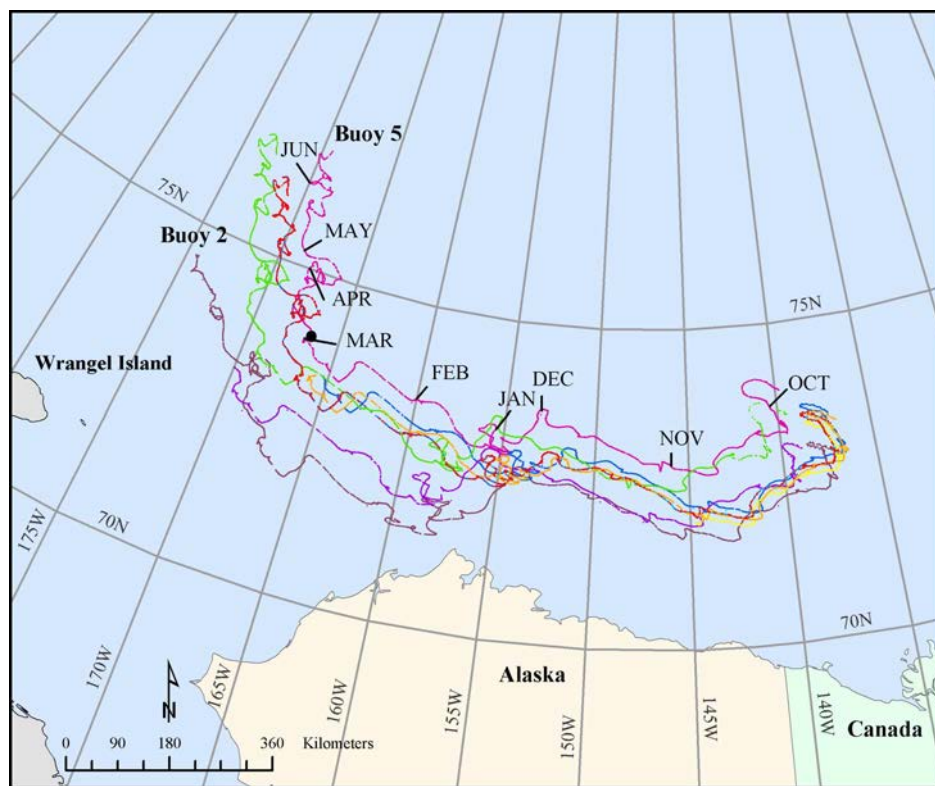 Buoy 5
JUN
75N
Buoy 2
MAY
APR
75N
MAR
Wrangel Island
FEB
DEC
OCT
JAN
NOV
175W
70N
70N
170W
165W
160W
155W
150W
145W
140W
Alaska
Canada
N
0 90 180 360 Kilometers